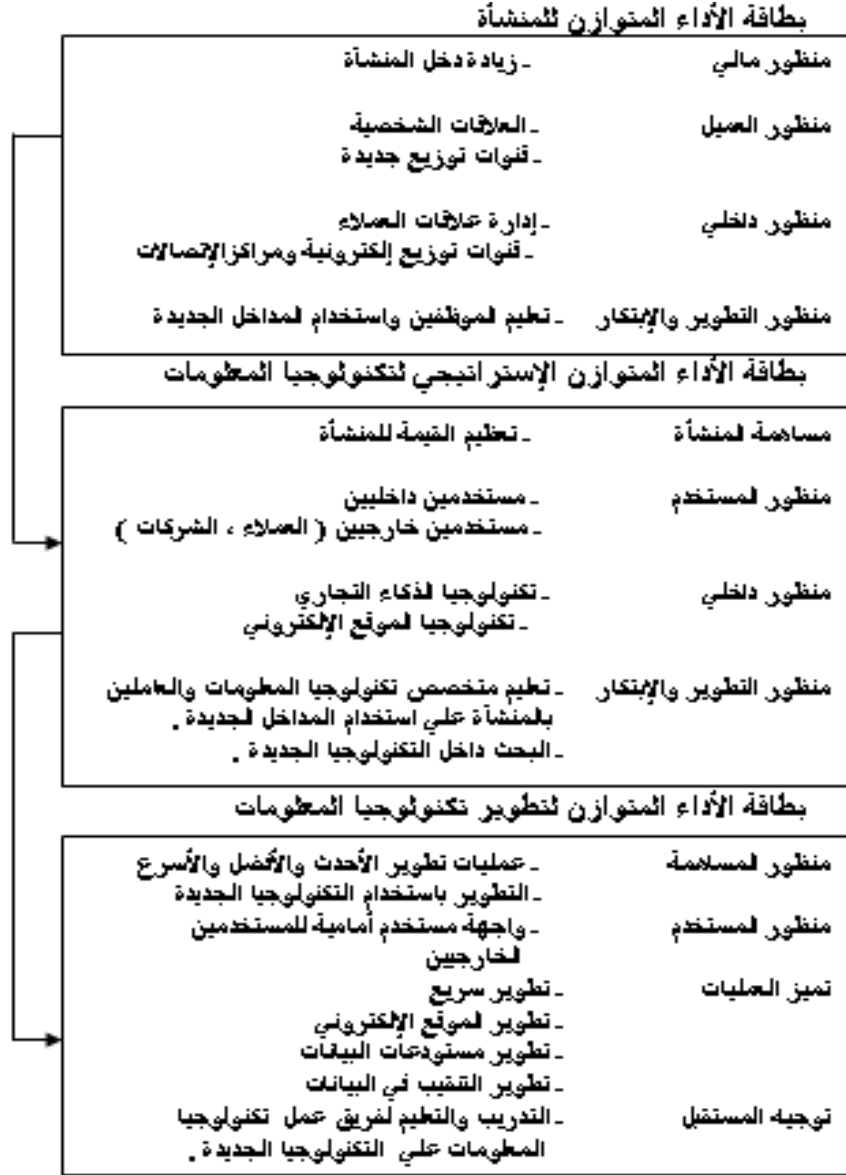 بطاقة الأداء المتوازن للمنشأة
منظور مالي - زيادة دخل المنشأة
منظور العميل - العلاقات الشخصية
- قنوات توزيع جديدة
منظور داخلي - إدارة علاقات العملاء
- قنوات توزيع إلكترونية ومراكز الإتصالات
منظور التطوير والإبتكار - تعليم الموظفين واستخدام المداخل الجديدة
بطاقة الأداء المتوازن الإستراتيجي لتكنولوجيا المعلومات
مساهمة المنشأة - تعظيم القيمة للمنشأة
منظور المستخدم - مستخدمين داخليين
- مستخدمين خارجيين ( العملاء ، الشركات )
منظور داخلي - تكنولوجيا الذكاء التجاري
- تكنولوجيا الموقع الإلكتروني
منظور التطوير والإبتكار - تعليم متخصص تكنولوجيا المعلومات والعاملين
بالمنشأة علي استخدام المداخل الجديدة .
- البحث داخل التكنولوجيا الجديدة .
بطاقة الأداء المتوازن لتطوير تكنولوجيا المعلومات
منظور المساهمة - عمليات تطوير الأحدث والأفضل والأسرع
- التطوير باستخدام التكنولوجيا الجديدة
منظور المستخدم - واجهة مستخدم أمامية للمستخدمين
الخارجيين
تميز العمليات - تطوير سريع
- تطوير الموقع الإلكتروني
- تطوير مستودعات البيانات
- تطوير التنقيب في البيانات
توجيه المستقبل - التدريب والتعليم لفريق عمل تكنولوجيا
المعلومات علي التكنولوجيا الجديدة .